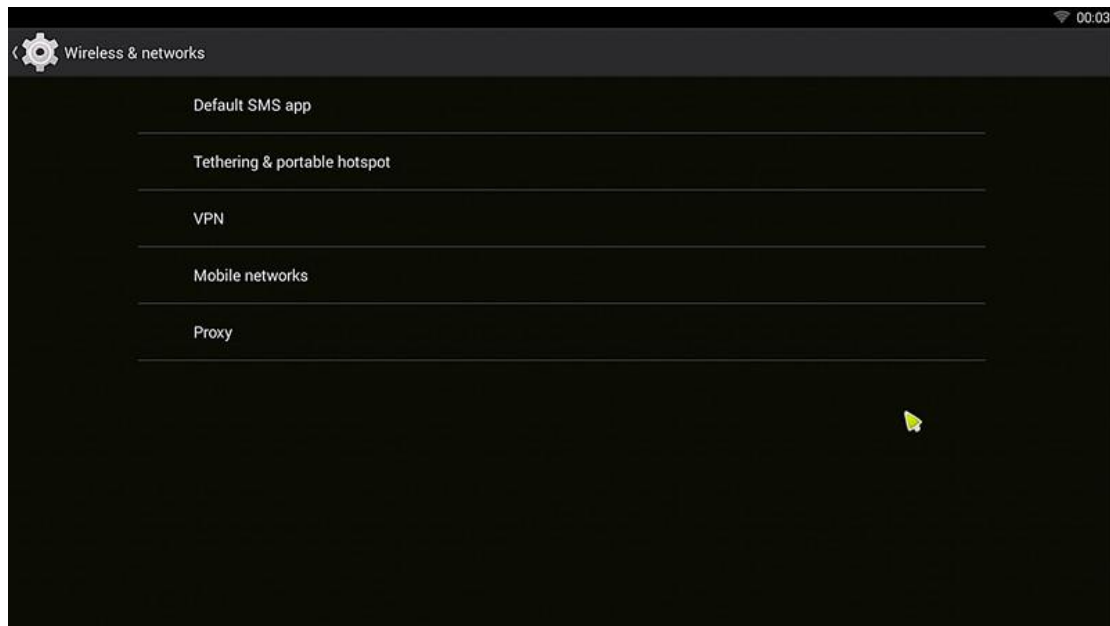 00:03
Wireless & networks
Default SMS app
Tethering & portable hotspot
VPN
Mobile networks
Proxy